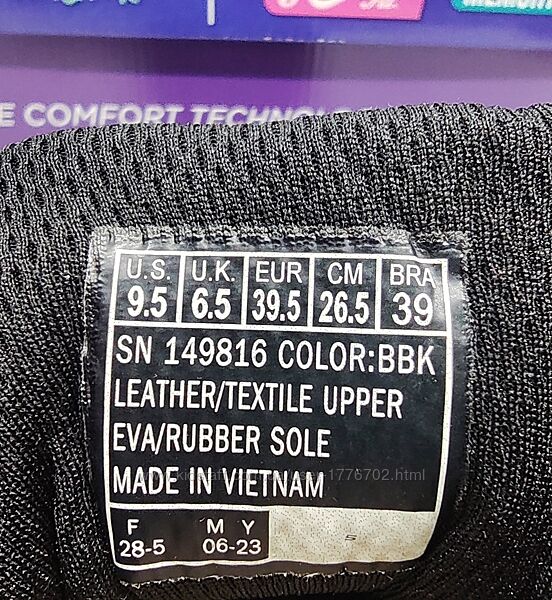 E COMFORT TECHNOLO
U.S. U.K. EUR CM BRA
9.5 6.5 39.5 26.5 39
SN 149816 COLOR:BBK
LEATHER/TEXTILE UPPER
EVA/RUBBER SOLE
MADE IN VIETNAM
F M Y
28-5 06-23